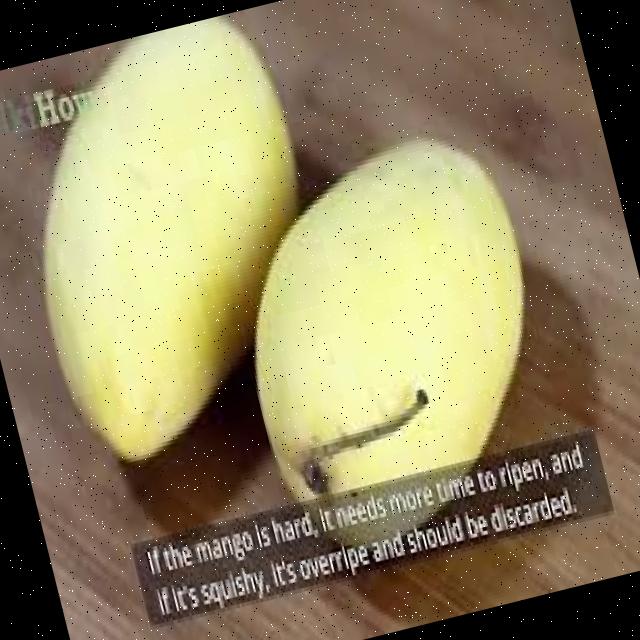 kiHow
If the mango is hard, it needs more time to ripen, and
if it's squishy, it's overripe and should be discarded.